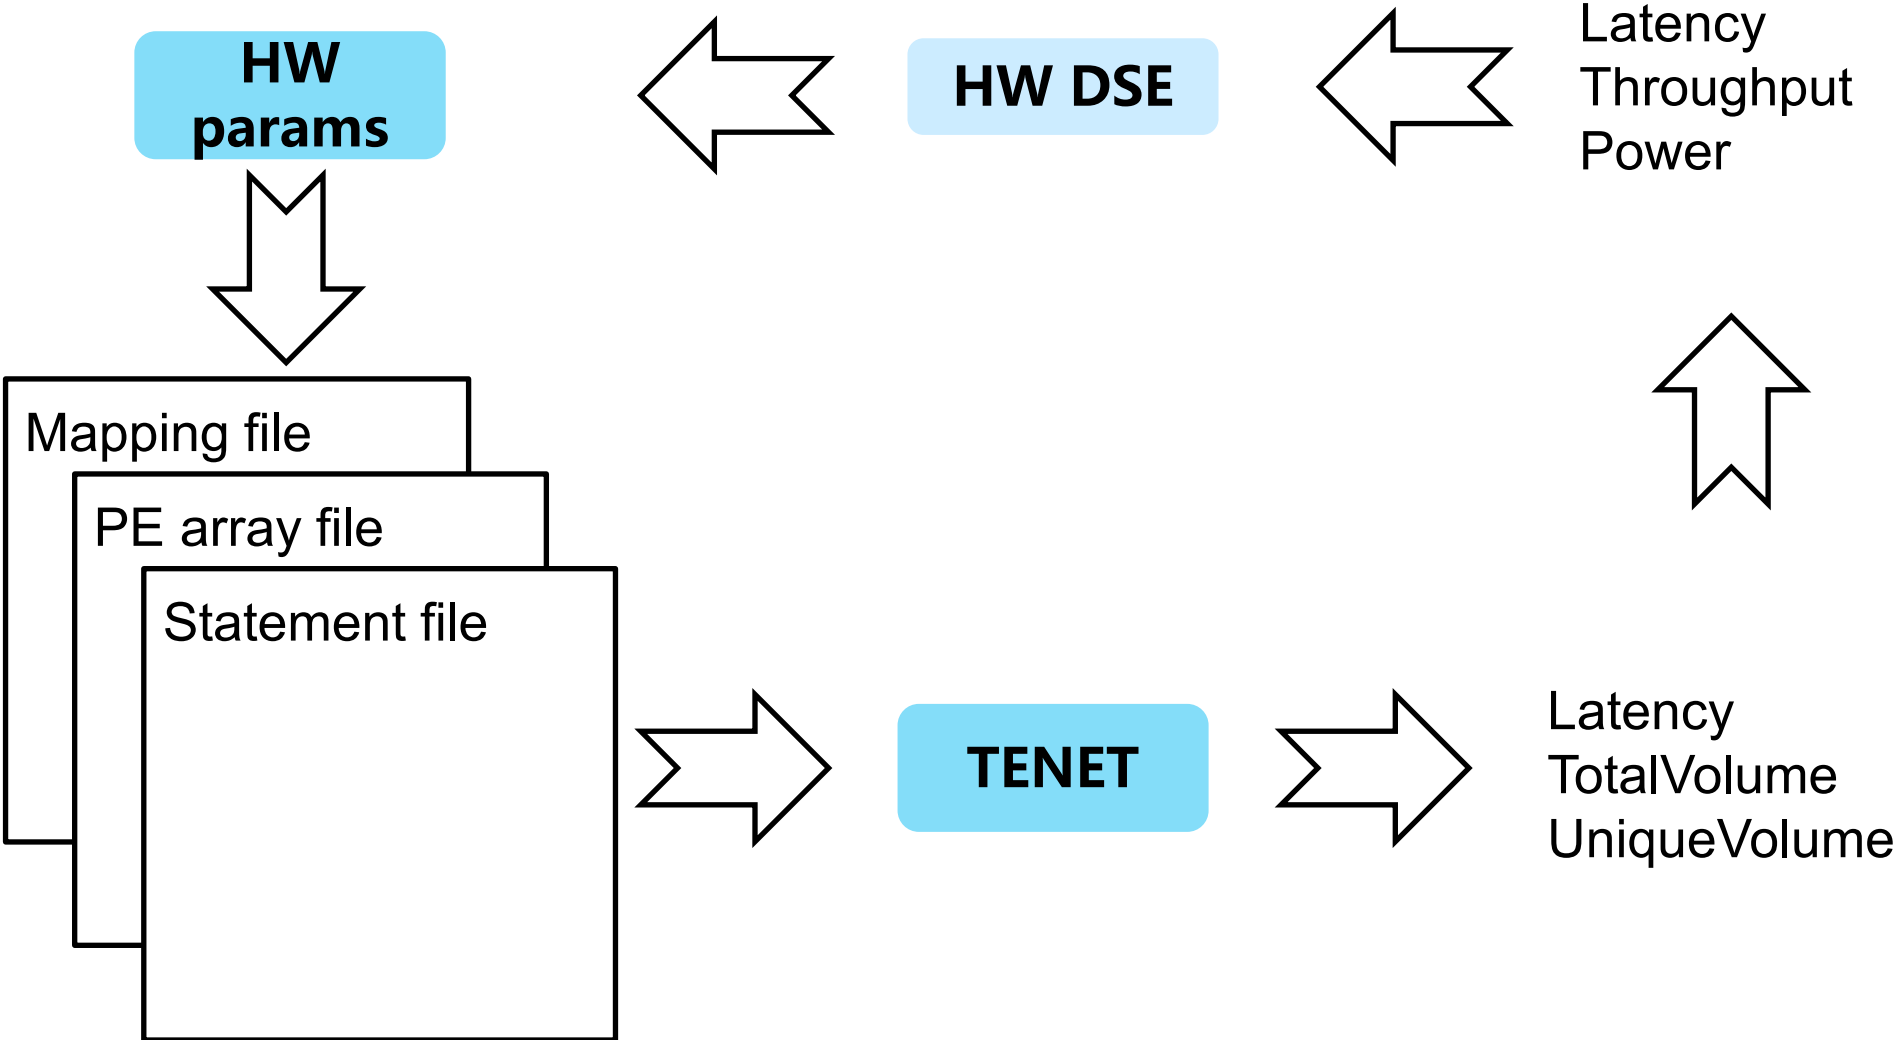 HW
params
HW DSE
Latency
Throughput
Power
Mapping file
PE array file
Statement file
TENET
Latency
TotalVolume
UniqueVolume